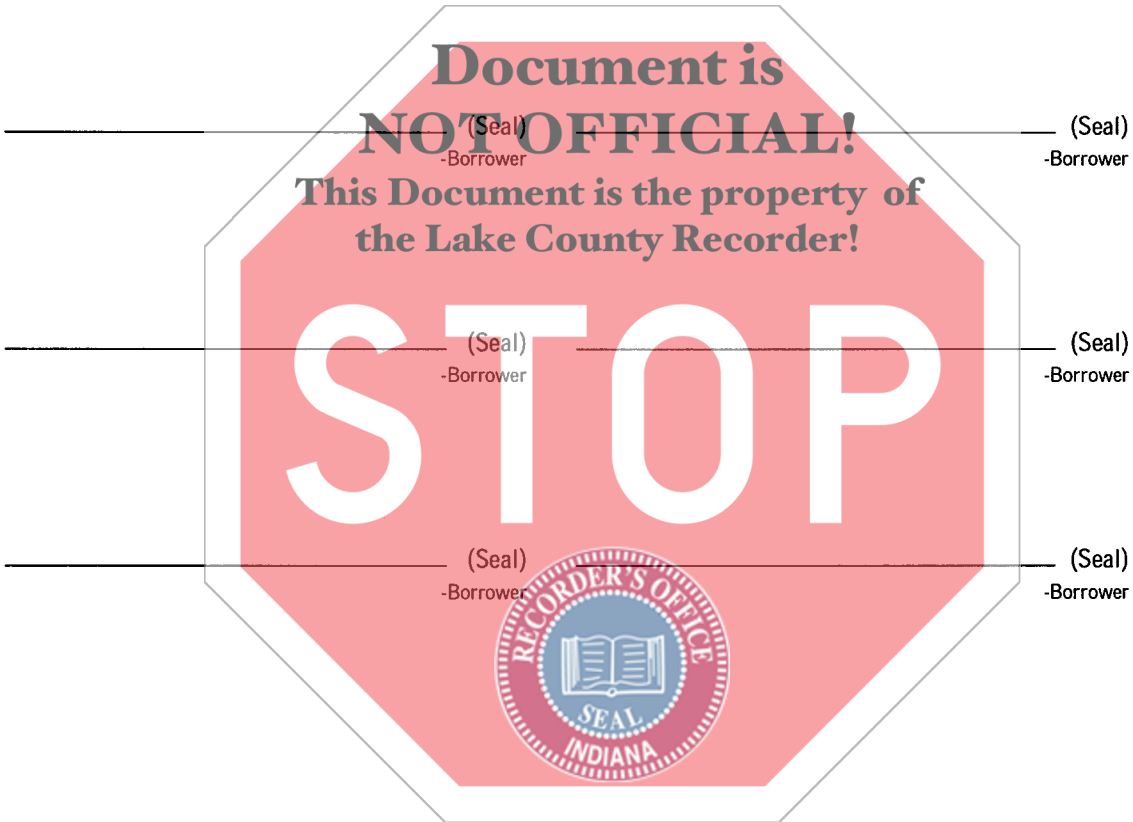 Document is
NOT OFFICIAL!
(Seal) (Seal)
-Borrower -Borrower
This Document is the property of
the Lake County Recorder!
STOP
(Seal) (Seal)
-Borrower -Borrower
(Seal) (Seal)
-Borrower -Borrower
RECORDER'S OFFICE
SEAL
INDIANA